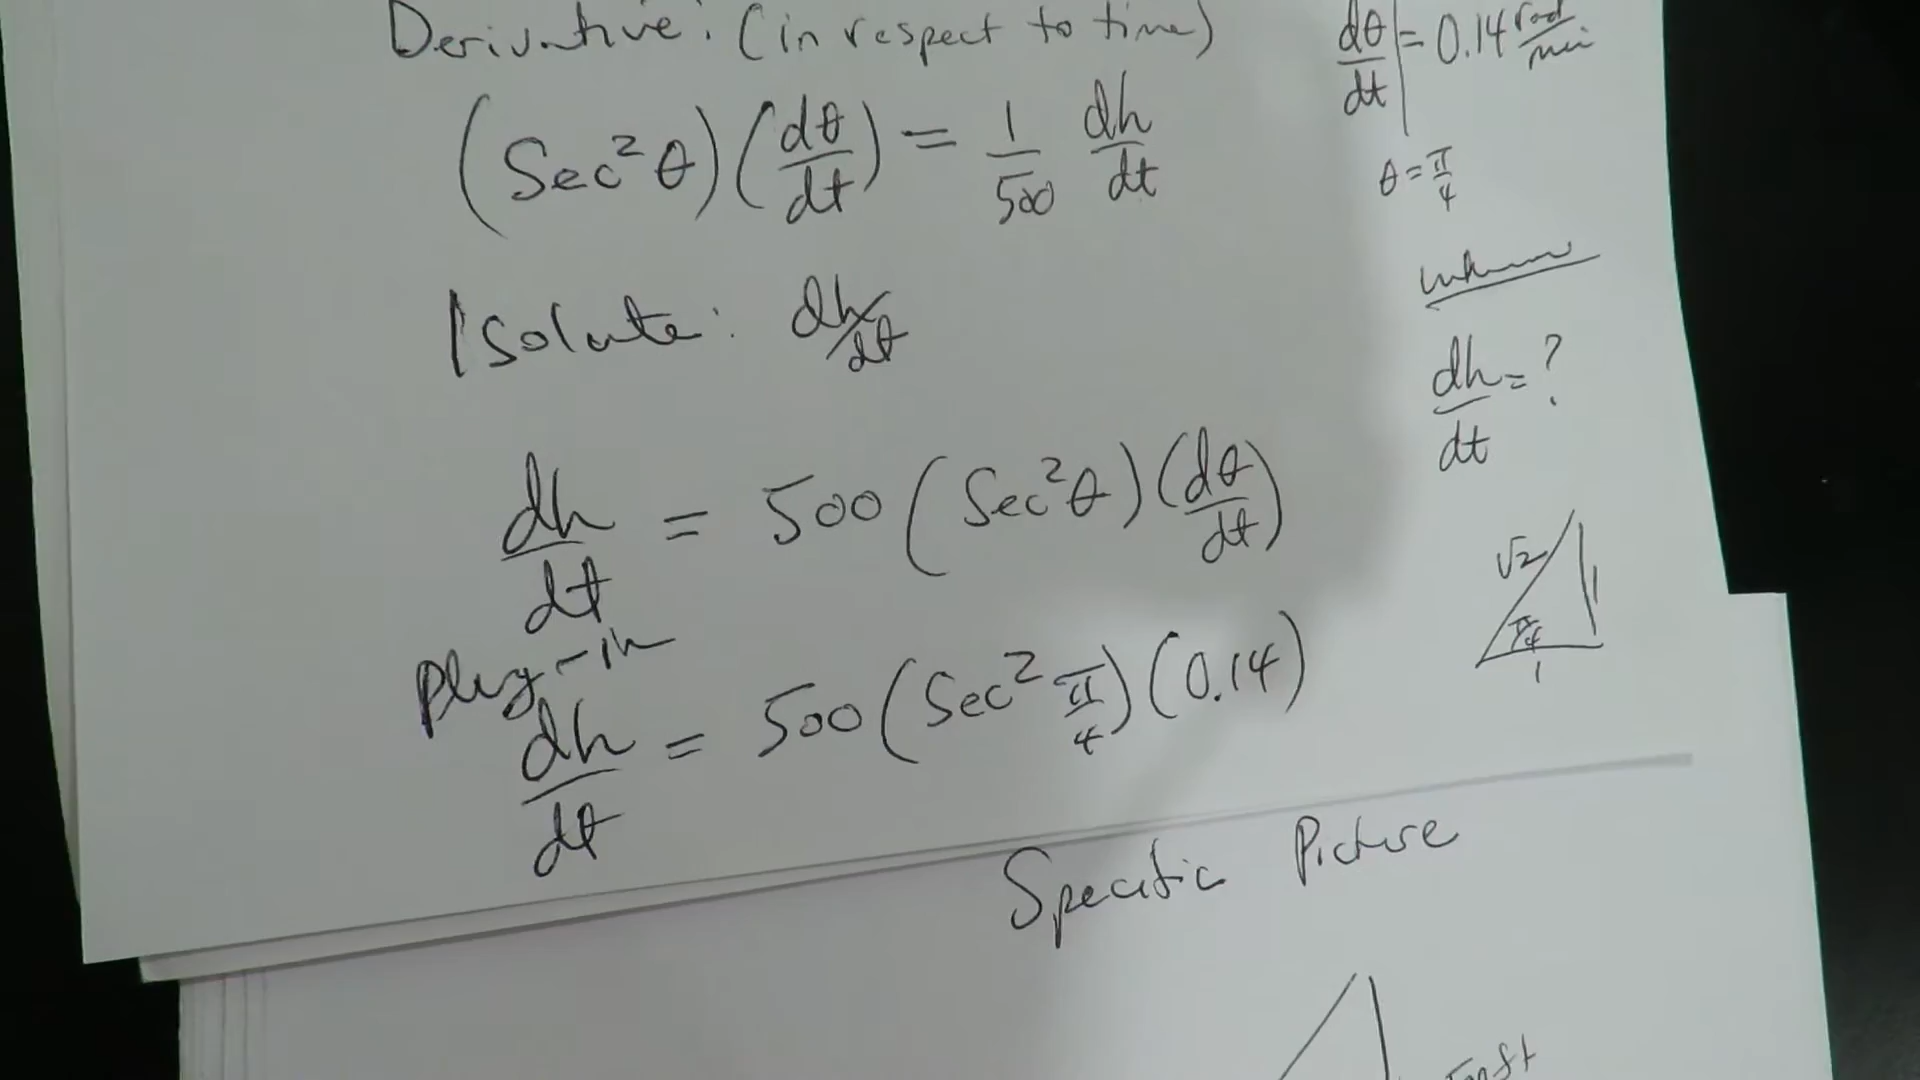 Derivative: (in respect to time)
(Sec²θ)(dθ/dt) = 1/500 dh/dt
Isolate: dh/dt
dh/dt = 500 (Sec²θ)(dθ/dt)
Plug-in
dh/dt = 500 (Sec² π/4)(0.14)
dθ/dt | = 0.14 rad/min
θ = π/4
dh/dt = ?
√2
1
π/4
1
Specific Picture